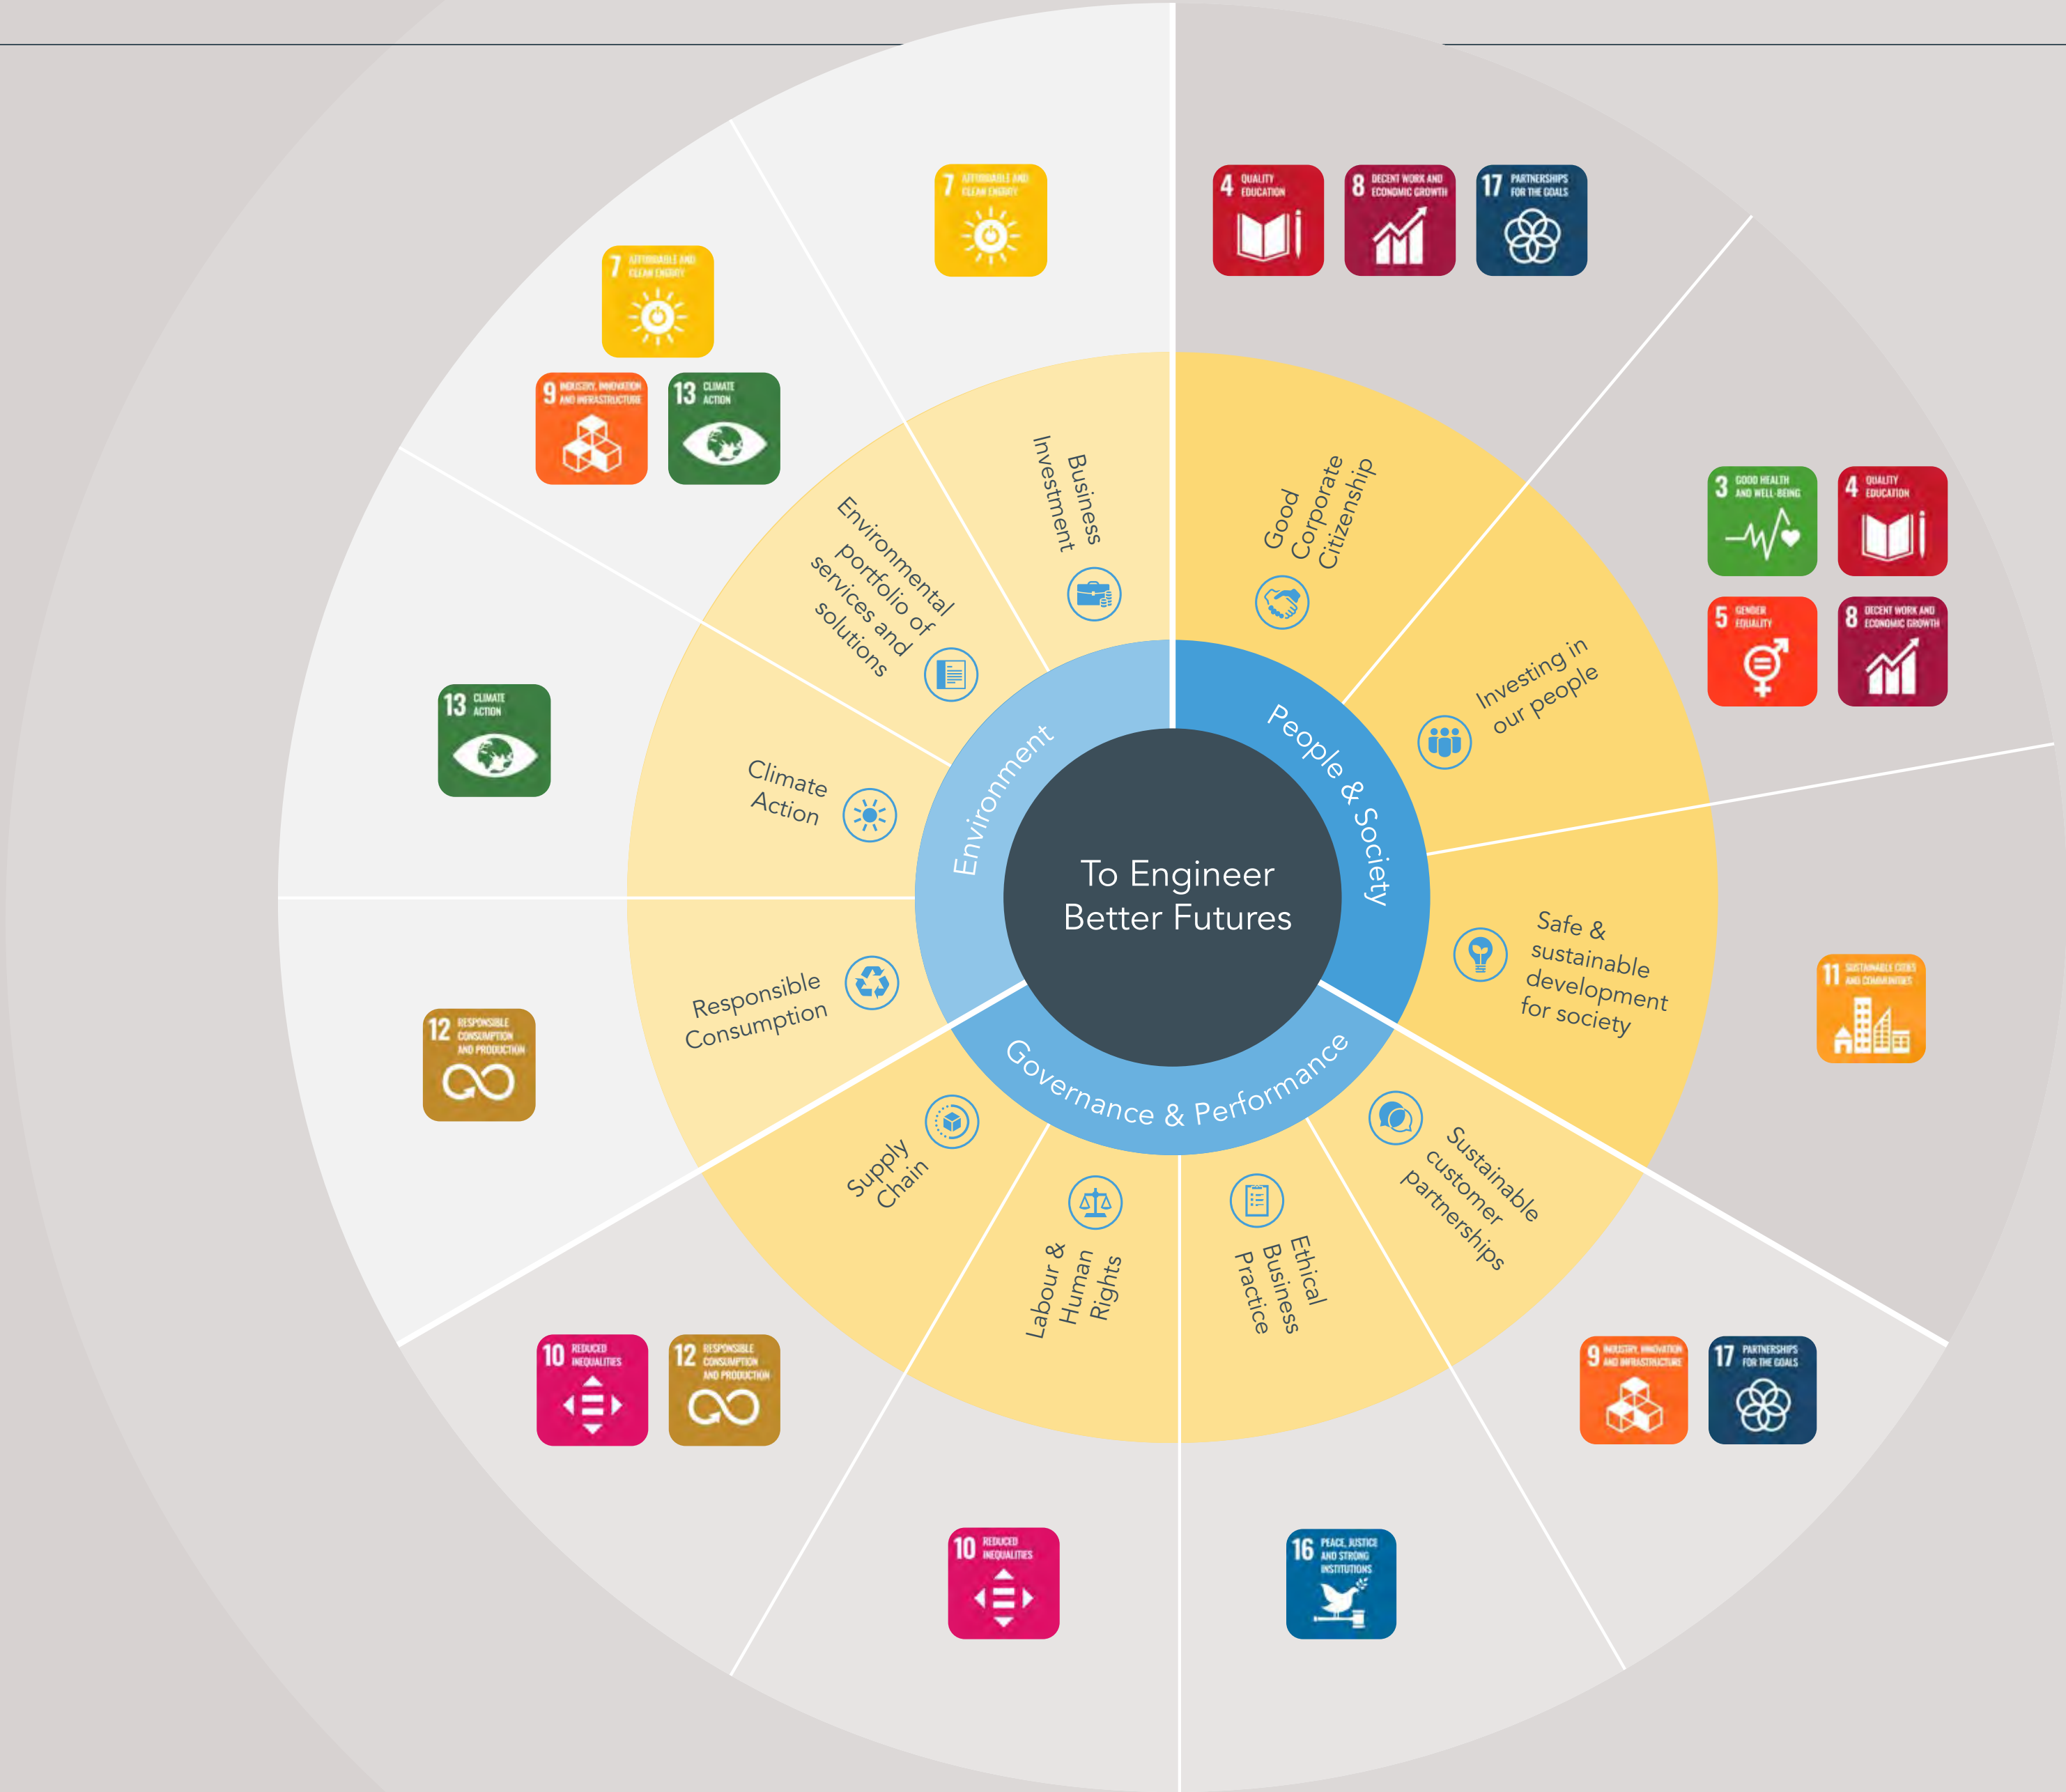 7 AFFORDABLE AND
CLEAN ENERGY
4 QUALITY
EDUCATION
8 DECENT WORK AND
ECONOMIC GROWTH
17 PARTNERSHIPS
FOR THE GOALS
7 AFFORDABLE AND
CLEAN ENERGY
9 INDUSTRY, INNOVATION
AND INFRASTRUCTURE
13 CLIMATE
ACTION
3 GOOD HEALTH
AND WELL-BEING
4 QUALITY
EDUCATION
5 GENDER
EQUALITY
8 DECENT WORK AND
ECONOMIC GROWTH
Business
Investment
Good
Corporate
Citizenship
Environmental
portfolio of
services and
solutions
Investing in
our people
13 CLIMATE
ACTION
Climate
Action
Environment
People & Society
To Engineer
Better Futures
Safe &
sustainable
development
for society
11 SUSTAINABLE CITIES
AND COMMUNITIES
12 RESPONSIBLE
CONSUMPTION
AND PRODUCTION
Responsible
Consumption
Governance & Performance
Supply
Chain
Labour &
Human
Rights
Ethical
Business
Practice
Sustainable
customer
partnerships
10 REDUCED
INEQUALITIES
12 RESPONSIBLE
CONSUMPTION
AND PRODUCTION
9 INDUSTRY, INNOVATION
AND INFRASTRUCTURE
17 PARTNERSHIPS
FOR THE GOALS
10 REDUCED
INEQUALITIES
16 PEACE, JUSTICE
AND STRONG
INSTITUTIONS